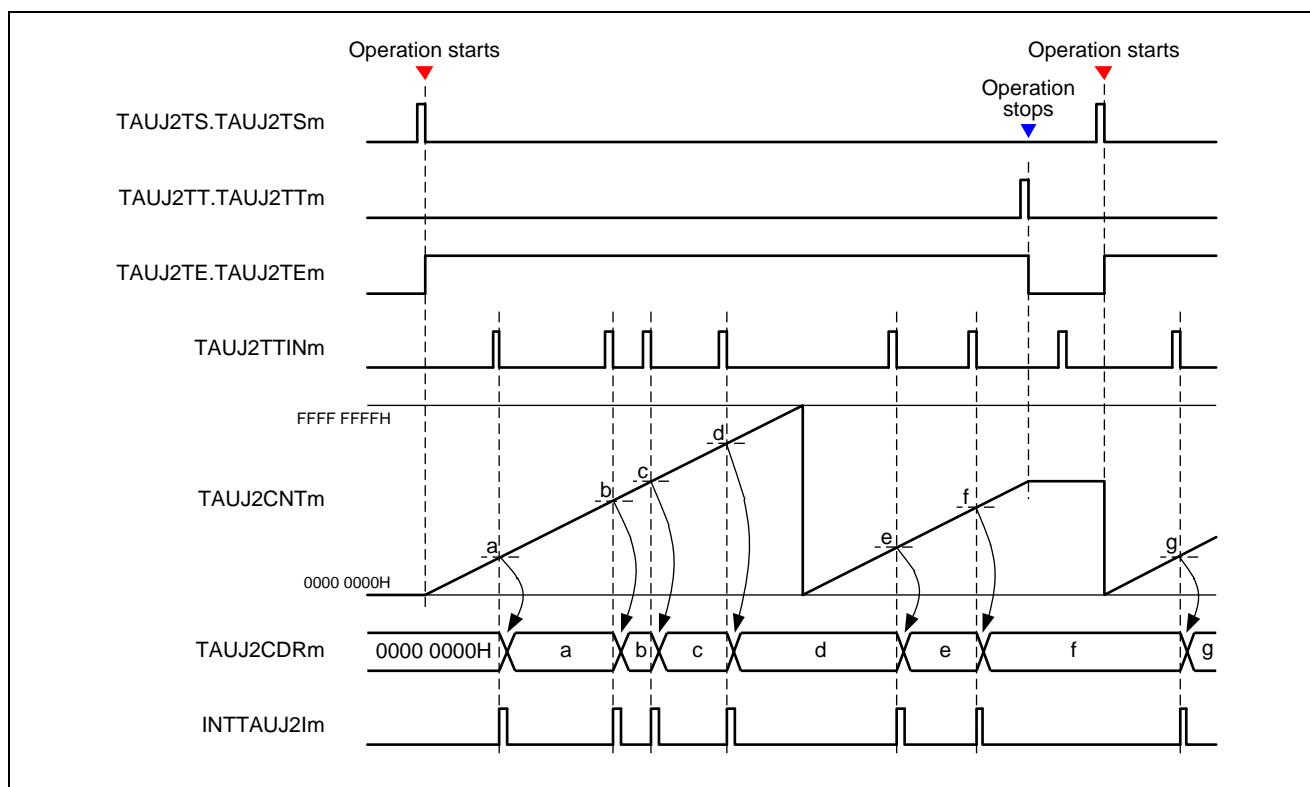 Operation starts
Operation starts
Operation
stops
TAUJ2TS.TAUJ2TSm
TAUJ2TT.TAUJ2TTm
TAUJ2TE.TAUJ2TEm
TAUJ2TTINm
FFFF FFFFH
d
c
b
f
TAUJ2CNTm
a
e
g
0000 0000H
TAUJ2CDRm
0000 0000H
a
b
c
d
e
f
g
INTTAUJ2Im